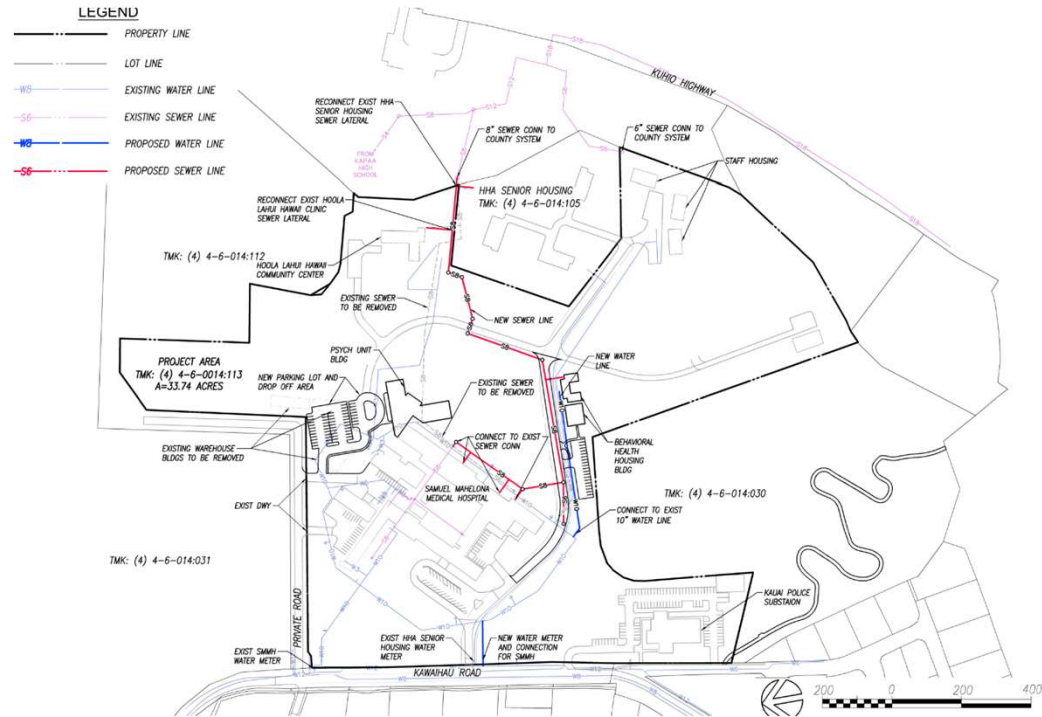 LEGEND
PROPERTY LINE
LOT LINE
W5
EXISTING WATER LINE
S6
EXISTING SEWER LINE
W8
PROPOSED WATER LINE
S6
PROPOSED SEWER LINE
KUHIO HIGHWAY
RECONNECT EXIST HHA
SENIOR HOUSING
SEWER LATERAL
8" SEWER CONN TO
COUNTY SYSTEM
6" SEWER CONN TO
COUNTY SYSTEM
STAFF HOUSING
FROM
KAPAA
HIGH
SCHOOL
HHA SENIOR HOUSING
TMK: (4) 4-6-014:105
RECONNECT EXIST HOOLA
LAHUI HAWAII CLINIC
SEWER LATERAL
TMK: (4) 4-6-014:112
HOOLA LAHUI HAWAII
COMMUNITY CENTER
EXISTING SEWER
TO BE REMOVED
NEW SEWER LINE
PROJECT AREA
TMK: (4) 4-6-0014:113
A=33.74 ACRES
PSYCH UNIT
BLDG
NEW PARKING LOT AND
DROP OFF AREA
EXISTING SEWER
TO BE REMOVED
NEW WATER
LINE
EXISTING WAREHOUSE
BLDGS TO BE REMOVED
CONNECT TO EXIST
SEWER CONN
BEHAVIORAL
HEALTH
HOUSING
BLDG
SAMUEL MAHELONA
MEDICAL HOSPITAL
TMK: (4) 4-6-014:030
EXIST DWY
CONNECT TO EXIST
10" WATER LINE
TMK: (4) 4-6-014:031
PRIVATE ROAD
KAUAI POLICE
SUBSTAION
EXIST SMMH
WATER METER
EXIST HHA SENIOR
HOUSING WATER
METER
NEW WATER METER
AND CONNECTION
FOR SMMH
KAWAIHAU ROAD
200 0 200 400